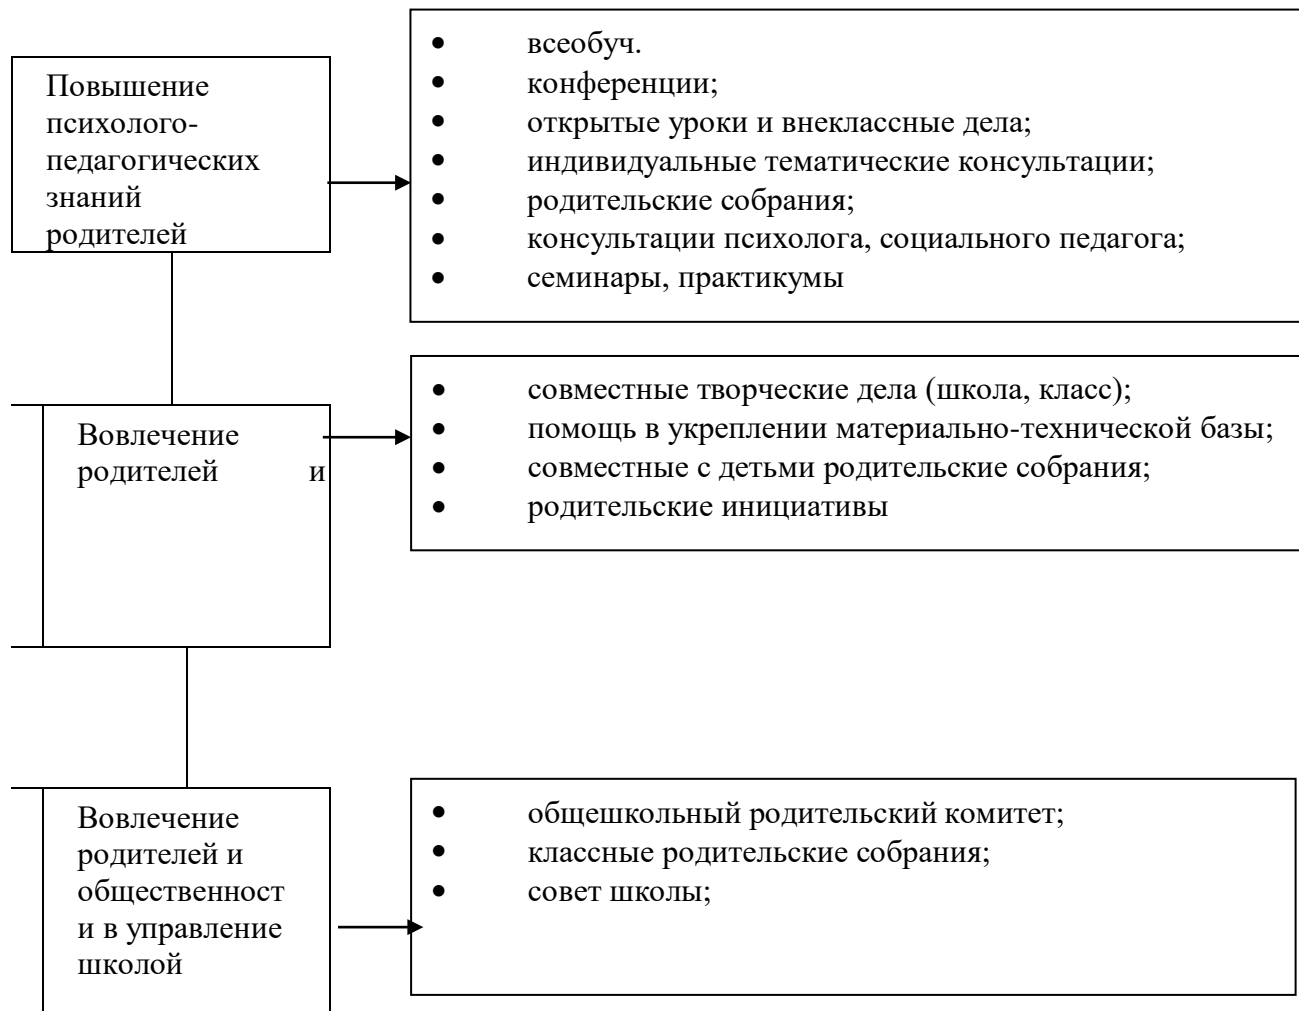 Повышение
психолого-
педагогических
знаний
родителей
• всеобуч.
• конференции;
• открытые уроки и внеклассные дела;
• индивидуальные тематические консультации;
• родительские собрания;
• консультации психолога, социального педагога;
• семинары, практикумы
Вовлечение
родителей и
• совместные творческие дела (школа, класс);
• помощь в укреплении материально-технической базы;
• совместные с детьми родительские собрания;
• родительские инициативы
Вовлечение
родителей и
общественност
и в управление
школой
• общешкольный родительский комитет;
• классные родительские собрания;
• совет школы;